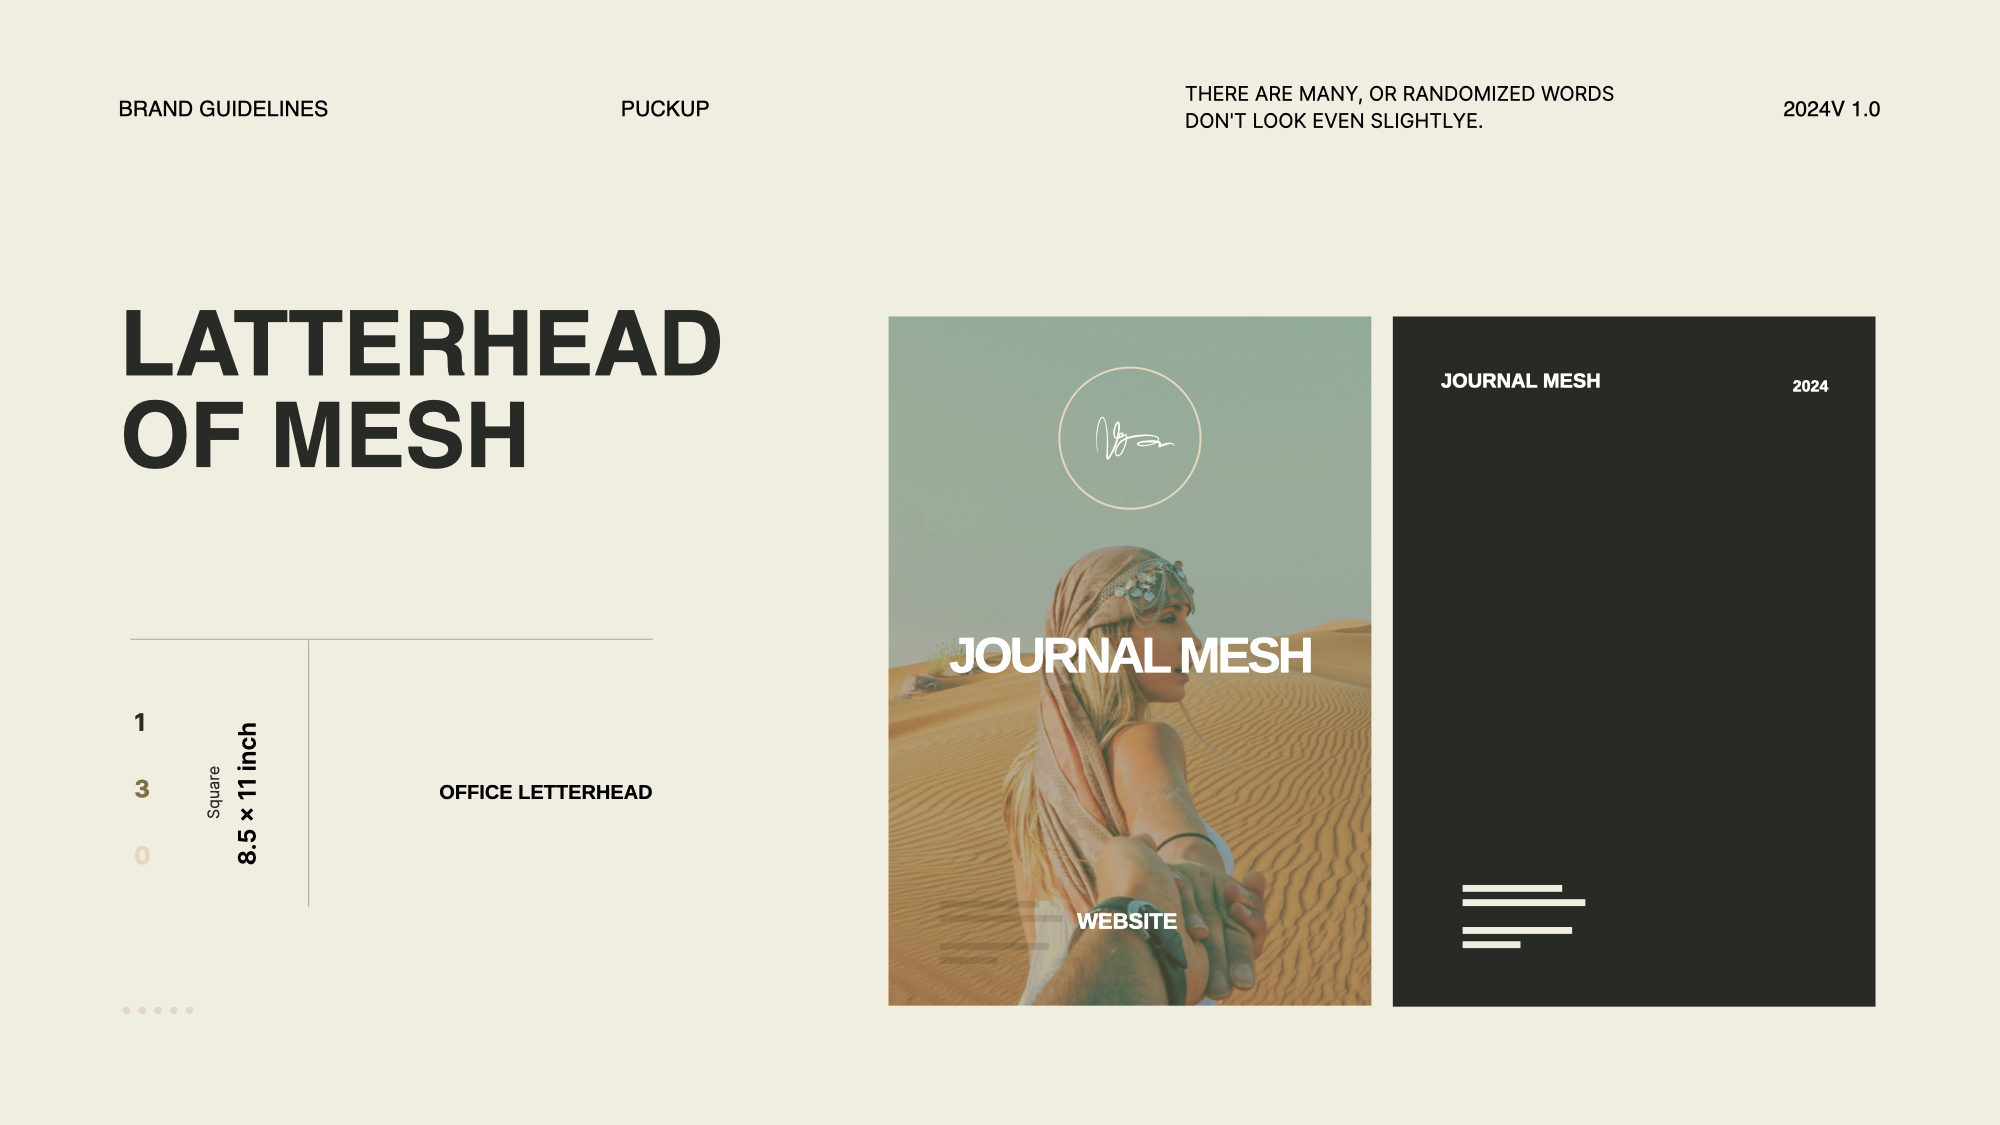 BRAND GUIDELINES
PUCKUP
THERE ARE MANY, OR RANDOMIZED WORDS
DON'T LOOK EVEN SLIGHTLYE.
2024V 1.0
LATTERHEAD
OF MESH
1
3
0
Square
8.5 × 11 inch
OFFICE LETTERHEAD
JOURNAL MESH
WEBSITE
JOURNAL MESH
2024